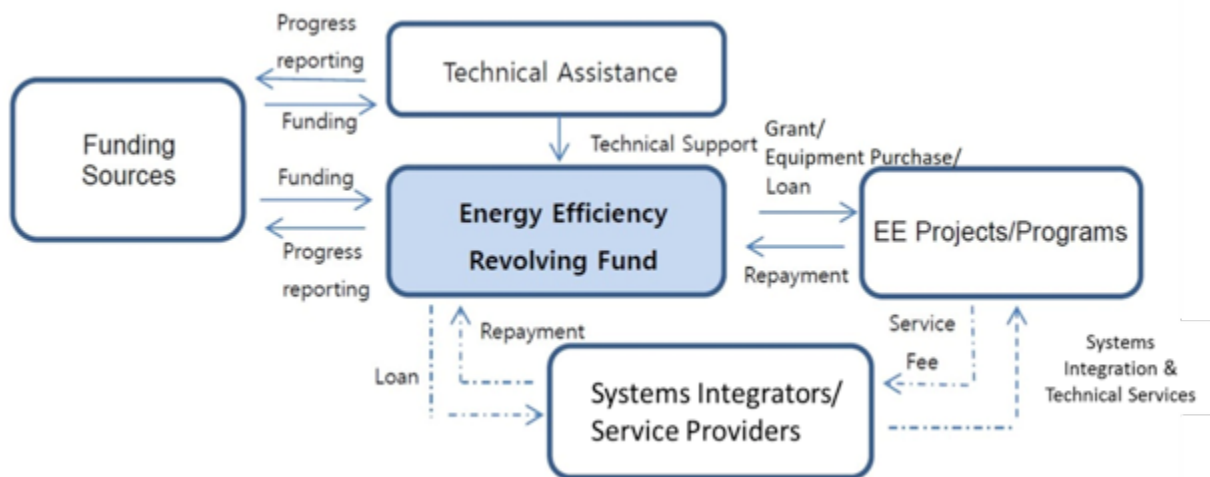 Progress
reporting
Technical Assistance
Funding
Sources
Funding
Technical Support
Grant/
Equipment Purchase/
Loan
Funding
Energy Efficiency
Revolving Fund
EE Projects/Programs
Progress
reporting
Repayment
Repayment
Service
Fee
Loan
Systems Integrators/
Service Providers
Systems
Integration &
Technical Services